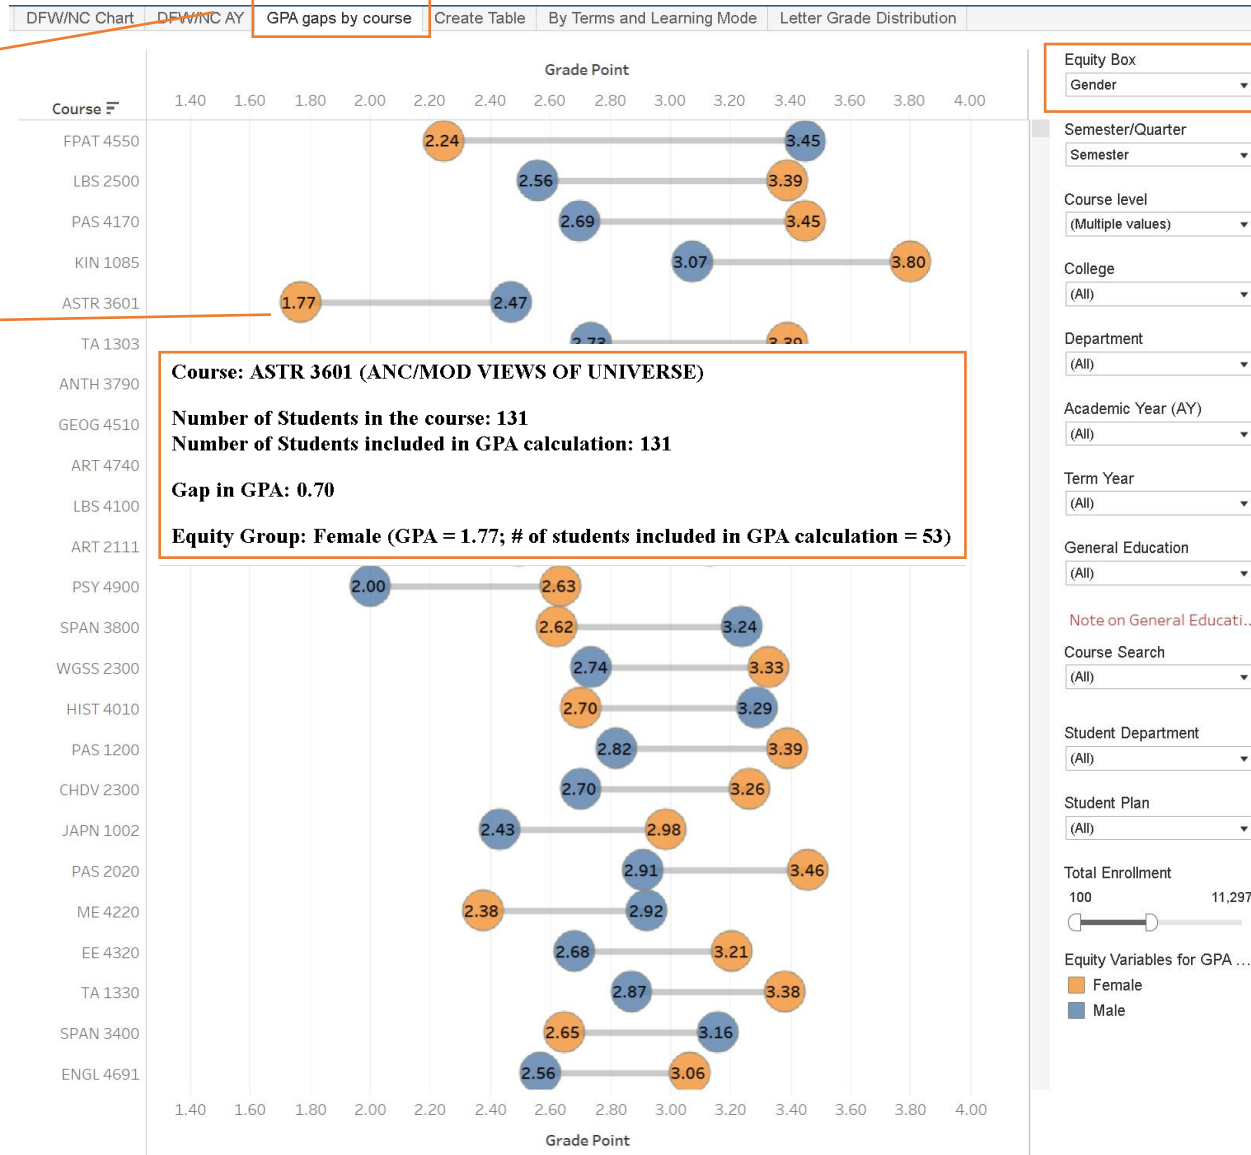 DFW/NC Chart DFW/NC AY GPA gaps by course Create Table By Terms and Learning Mode Letter Grade Distribution
Grade Point
Course
1.40 1.60 1.80 2.00 2.20 2.40 2.60 2.80 3.00 3.20 3.40 3.60 3.80 4.00
FPAT 4550 2.24 3.45
LBS 2500 2.56 3.39
PAS 4170 2.69 3.45
KIN 1085 3.07 3.80
ASTR 3601 1.77 2.47
TA 1303 2.73 3.39
ANTH 3790
GEOG 4510
ART 4740
LBS 4100
ART 2111
Course: ASTR 3601 (ANC/MOD VIEWS OF UNIVERSE)
Number of Students in the course: 131
Number of Students included in GPA calculation: 131
Gap in GPA: 0.70
Equity Group: Female (GPA = 1.77; # of students included in GPA calculation = 53)
PSY 4900 2.00 2.63
SPAN 3800 2.62 3.24
WGSS 2300 2.74 3.33
HIST 4010 2.70 3.29
PAS 1200 2.82 3.39
CHDV 2300 2.70 3.26
JAPN 1002 2.43 2.98
PAS 2020 2.91 3.46
ME 4220 2.38 2.92
EE 4320 2.68 3.21
TA 1330 2.87 3.38
SPAN 3400 2.65 3.16
ENGL 4691 2.56 3.06
1.40 1.60 1.80 2.00 2.20 2.40 2.60 2.80 3.00 3.20 3.40 3.60 3.80 4.00
Grade Point
Equity Box
Gender
Semester/Quarter
Semester
Course level
(Multiple values)
College
(All)
Department
(All)
Academic Year (AY)
(All)
Term Year
(All)
General Education
(All)
Note on General Educati...
Course Search
(All)
Student Department
(All)
Student Plan
(All)
Total Enrollment
100 11,297
Equity Variables for GPA ...
Female
Male